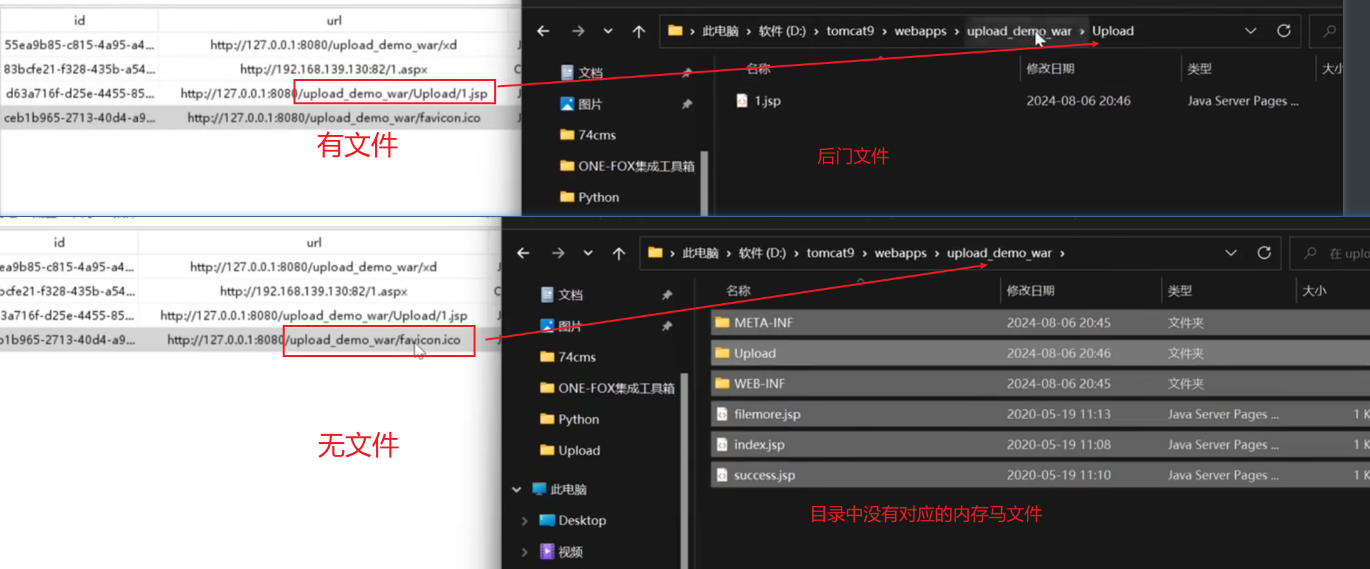 id url
55ea9b85-c815-4a95-a4... http://127.0.0.1:8080/upload_demo_war/xd
83bcfe21-f328-435b-a54... http://192.168.139.130:82/1.aspx
d63a716f-d25e-4455-85... http://127.0.0.1:8080/upload_demo_war/Upload/1.jsp
ceb1b965-2713-40d4-a9... http://127.0.0.1:8080/upload_demo_war/favicon.ico
有文件
此电脑 › 软件 (D:) › tomcat9 › webapps › upload_demo_war › Upload
文档
图片
74cms
ONE-FOX集成工具箱
Python
名称 修改日期 类型 大小
1.jsp 2024-08-06 20:46 Java Server Pages ...
后门文件
id url
ea9b85-c815-4a95-a4... http://127.0.0.1:8080/upload_demo_war/xd
bcfe21-f328-435b-a54... http://192.168.139.130:82/1.aspx
3a716f-d25e-4455-85... http://127.0.0.1:8080/upload_demo_war/Upload/1.jsp
b1b965-2713-40d4-a9... http://127.0.0.1:8080/upload_demo_war/favicon.ico
无文件
此电脑 › 软件 (D:) › tomcat9 › webapps › upload_demo_war ›
在 uplo
文档
图片
74cms
ONE-FOX集成工具箱
Python
Upload
此电脑
Desktop
视频
名称 修改日期 类型 大小
META-INF 2024-08-06 20:45 文件夹
Upload 2024-08-06 20:46 文件夹
WEB-INF 2024-08-06 20:45 文件夹
filemore.jsp 2020-05-19 11:13 Java Server Pages ... 1 K
index.jsp 2020-05-19 11:08 Java Server Pages ... 1 K
success.jsp 2020-05-19 11:10 Java Server Pages ... 1 K
目录中没有对应的内存马文件